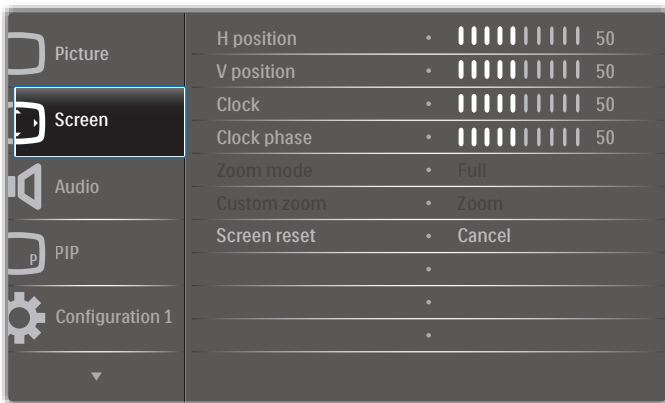 Picture
Screen
Audio
P
PIP
Configuration 1
H position • 50
V position • 50
Clock • 50
Clock phase • 50
Zoom mode • Full
Custom zoom • Zoom
Screen reset • Cancel
•
•
•